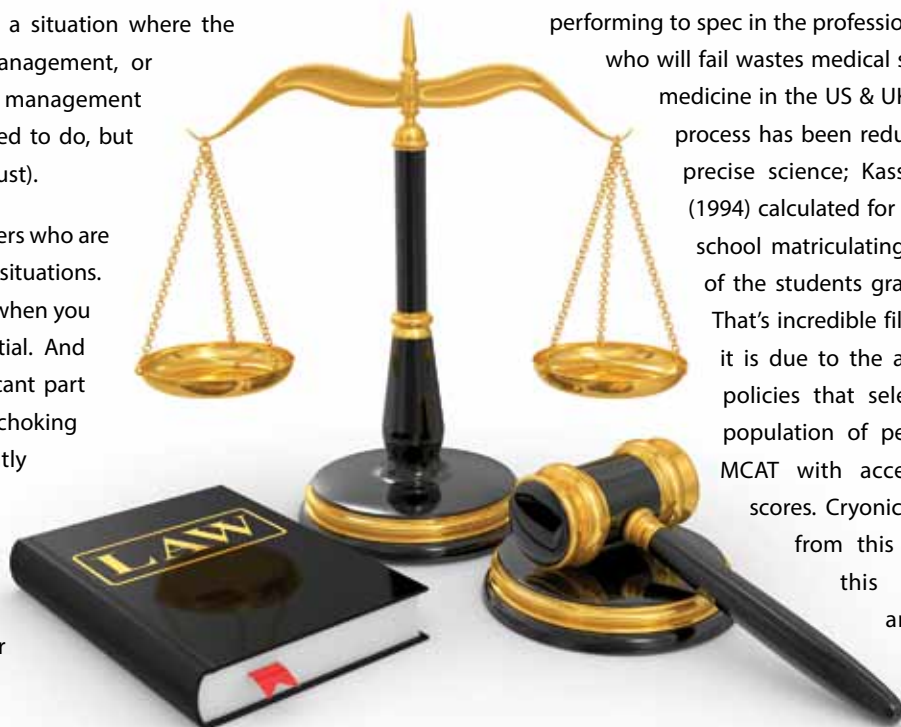 a situation where the
anagement, or
management
ed to do, but
ust).
ers who are
situations.
when you
tial. And
cant part
choking
tly
r
LAW
performing to spec in the professio
who will fail wastes medical s
medicine in the US & UK
process has been redu
precise science; Kass
(1994) calculated for
school matriculating
of the students gra
That's incredible fil
it is due to the a
policies that sele
population of pe
MCAT with acce
scores. Cryonic
from this
this
ar